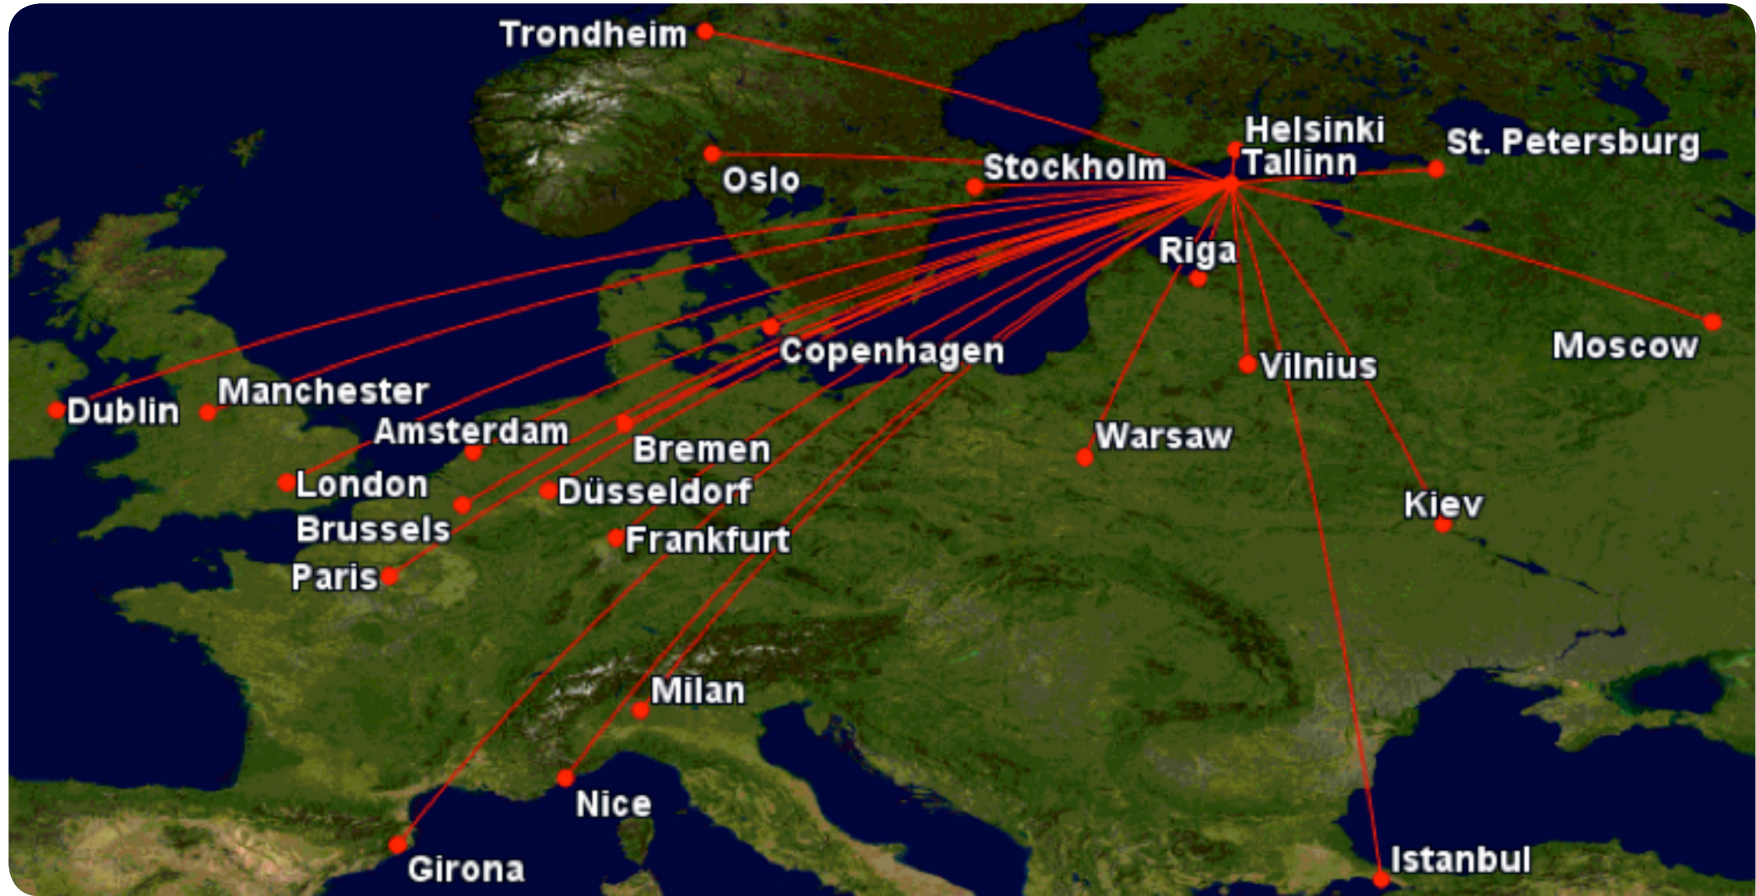 Trondheim
Helsinki
St. Petersburg
Tallinn
Stockholm
Oslo
Riga
Moscow
Copenhagen
Vilnius
Manchester
Dublin
Amsterdam
Warsaw
Bremen
London
Düsseldorf
Kiev
Brussels
Frankfurt
Paris
Milan
Nice
Istanbul
Girona